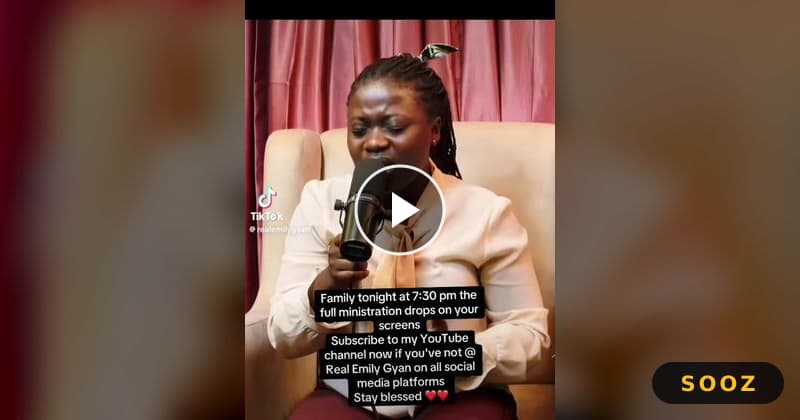 TikTok
@realemilygyan
Family tonight at 7:30 pm the
full ministration drops on your
screens
Subscribe to my YouTube
channel now if you've not @
Real Emily Gyan on all social
media platforms
Stay blessed ❤️❤️
SOOZ